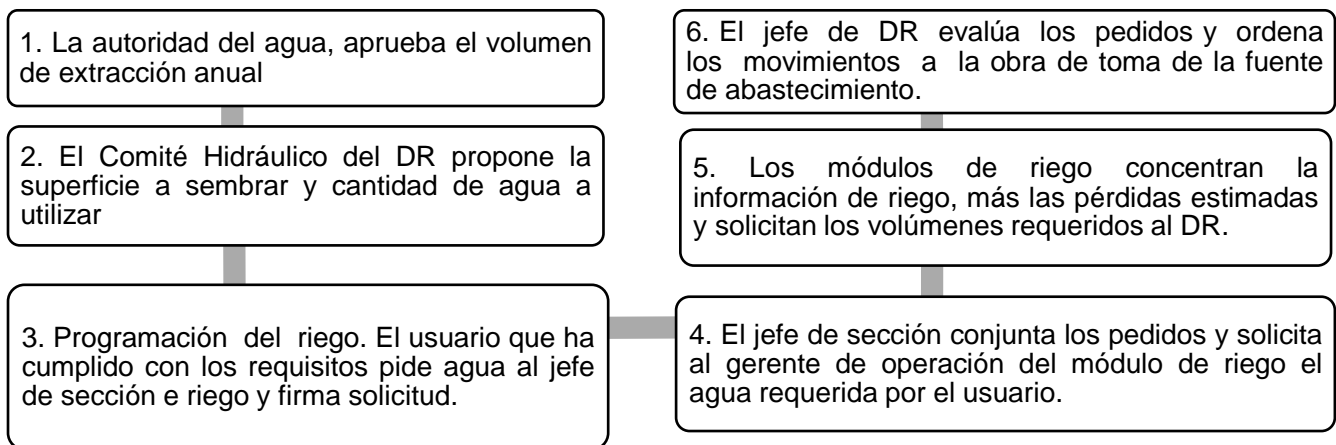 1. La autoridad del agua, aprueba el volumen
de extracción anual
2. El Comité Hidráulico del DR propone la
superficie a sembrar y cantidad de agua a
utilizar
3. Programación del riego. El usuario que ha
cumplido con los requisitos pide agua al jefe
de sección e riego y firma solicitud.
4. El jefe de sección conjunta los pedidos y solicita
al gerente de operación del módulo de riego el
agua requerida por el usuario.
5. Los módulos de riego concentran la
información de riego, más las pérdidas estimadas
y solicitan los volúmenes requeridos al DR.
6. El jefe de DR evalúa los pedidos y ordena
los movimientos a la obra de toma de la fuente
de abastecimiento.